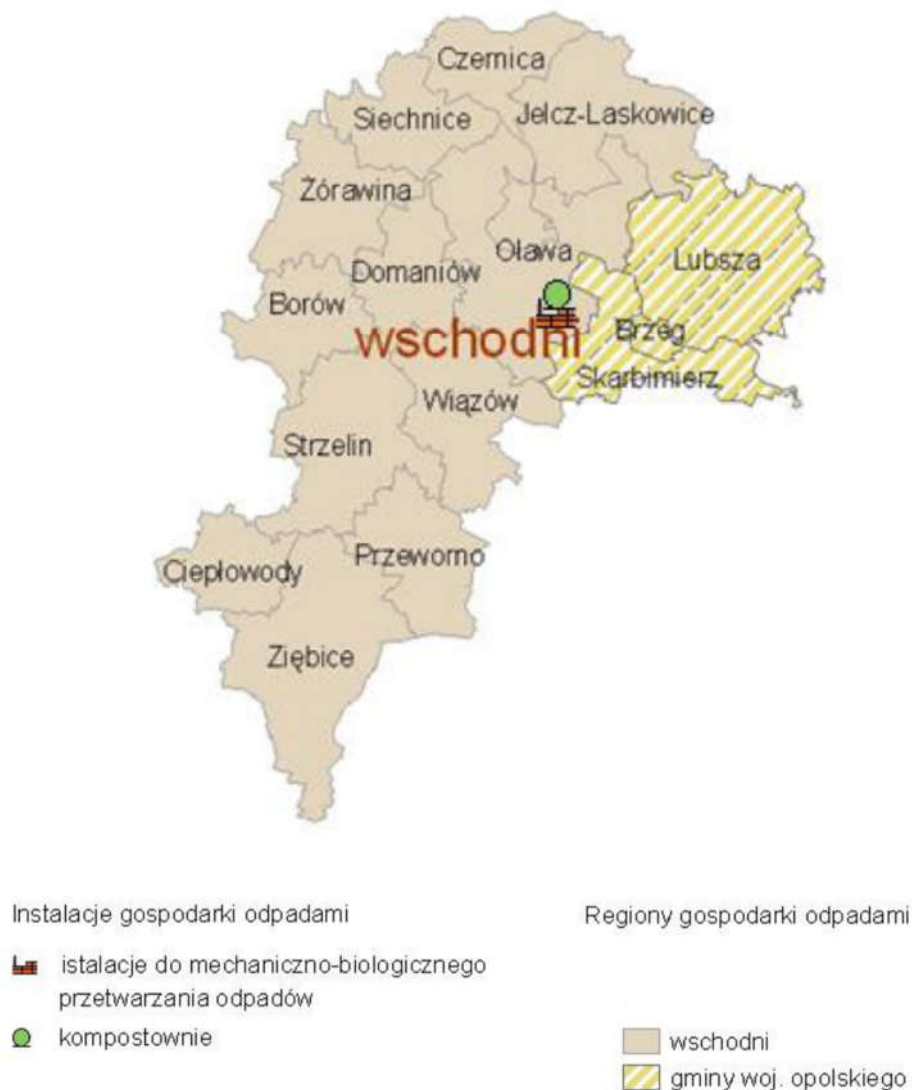 Czernica
Siechnice
Jelcz-Laskowice
Żórawina
Oława
Lubsza
Domaniów
Borów
Brzeg
wschodni
Skarbimierz
Wiązów
Strzelin
Przeworno
Ciepłowody
Ziębice
Instalacje gospodarki odpadami
Regiony gospodarki odpadami
istalacje do mechaniczno-biologicznego
przetwarzania odpadów
kompostownie
wschodni
gminy woj. opolskiego